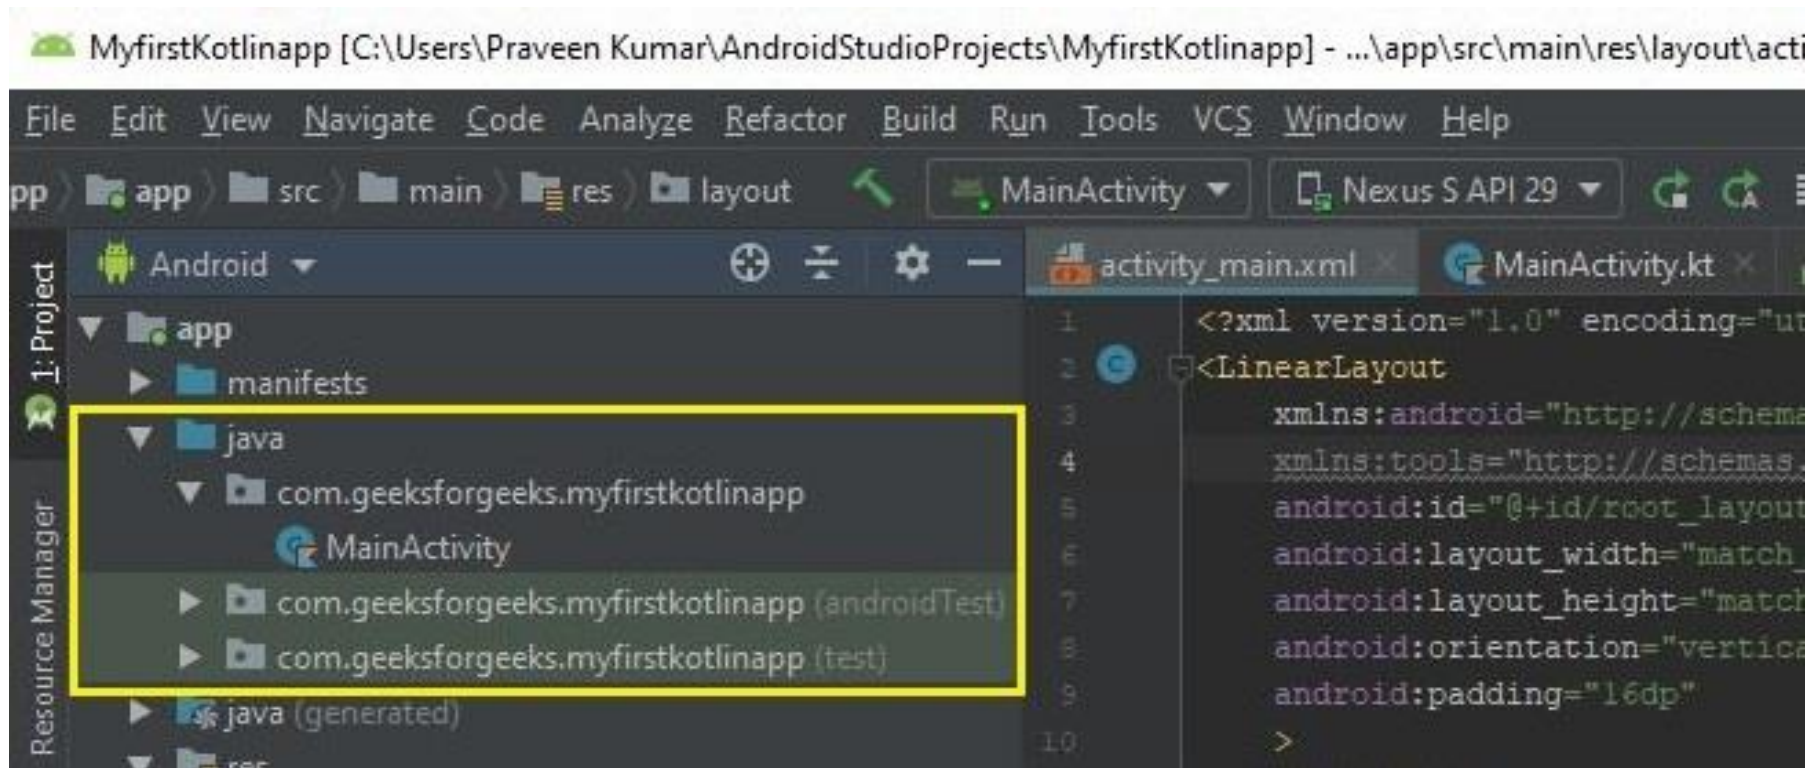 MyfirstKotlinapp [C:\Users\Praveen Kumar\AndroidStudioProjects\MyfirstKotlinapp] - ...\app\src\main\res\layout\acti
File Edit View Navigate Code Analyze Refactor Build Run Tools VCS Window Help
pp app src main res layout MainActivity Nexus S API 29
1: Project
Resource Manager
Android
app
manifests
java
com.geeksforgeeks.myfirstkotlinapp
MainActivity
com.geeksforgeeks.myfirstkotlinapp (androidTest)
com.geeksforgeeks.myfirstkotlinapp (test)
java (generated)
res
activity_main.xml MainActivity.kt
1 <?xml version="1.0" encoding="ut
2 <LinearLayout
3 xmlns:android="http://schema
4 xmlns:tools="http://schemas.
5 android:id="@+id/root_layout
6 android:layout_width="match_
7 android:layout_height="match
8 android:orientation="vertica
9 android:padding="16dp"
10 >